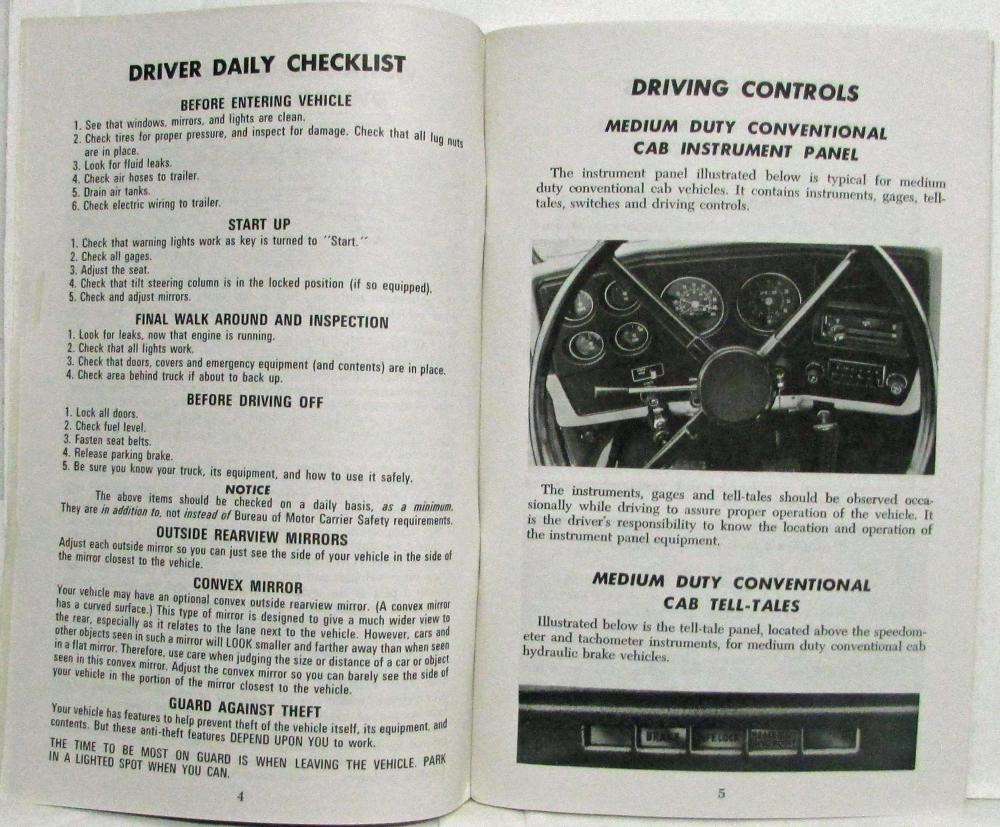 DRIVER DAILY CHECKLIST
BEFORE ENTERING VEHICLE
1. See that windows, mirrors, and lights are clean.
2. Check tires for proper pressure, and inspect for damage. Check that all lug nuts
are in place.
3. Look for fluid leaks.
4. Check air hoses to trailer.
5. Drain air tanks.
6. Check electric wiring to trailer.
START UP
1. Check that warning lights work as key is turned to "Start."
2. Check all gages.
3. Adjust the seat.
4. Check that tilt steering column is in the locked position (if so equipped).
5. Check and adjust mirrors.
FINAL WALK AROUND AND INSPECTION
1. Look for leaks, now that engine is running.
2. Check that all lights work.
3. Check that doors, covers and emergency equipment (and contents) are in place.
4. Check area behind truck if about to back up.
BEFORE DRIVING OFF
1. Lock all doors.
2. Check fuel level.
3. Fasten seat belts.
4. Release parking brake.
5. Be sure you know your truck, its equipment, and how to use it safely.
NOTICE
The above items should be checked on a daily basis, as a minimum.
They are in addition to, not instead of Bureau of Motor Carrier Safety requirements.
OUTSIDE REARVIEW MIRRORS
Adjust each outside mirror so you can just see the side of your vehicle in the side of
the mirror closest to the vehicle.
CONVEX MIRROR
Your vehicle may have an optional convex outside rearview mirror. (A convex mirror
has a curved surface.) This type of mirror is designed to give a much wider view to
the rear, especially as it relates to the lane next to the vehicle. However, cars and
other objects seen in such a mirror will LOOK smaller and farther away than when seen
in a flat mirror. Therefore, use care when judging the size or distance of a car or object
seen in this convex mirror. Adjust the convex mirror so you can barely see the side of
your vehicle in the portion of the mirror closest to the vehicle.
GUARD AGAINST THEFT
Your vehicle has features to help prevent theft of the vehicle itself, its equipment, and
contents. But these anti-theft features DEPEND UPON YOU to work.
THE TIME TO BE MOST ON GUARD IS WHEN LEAVING THE VEHICLE. PARK
IN A LIGHTED SPOT WHEN YOU CAN.
4
DRIVING CONTROLS
MEDIUM DUTY CONVENTIONAL
CAB INSTRUMENT PANEL
The instrument panel illustrated below is typical for medium
duty conventional cab vehicles. It contains instruments, gages, tell-
tales, switches and driving controls.
The instruments, gages and tell-tales should be observed occa-
sionally while driving to assure proper operation of the vehicle. It
is the driver's responsibility to know the location and operation of
the instrument panel equipment.
MEDIUM DUTY CONVENTIONAL
CAB TELL-TALES
Illustrated below is the tell-tale panel, located above the speedom-
eter and tachometer instruments, for medium duty conventional cab
hydraulic brake vehicles.
BRAKE
LOCK
5